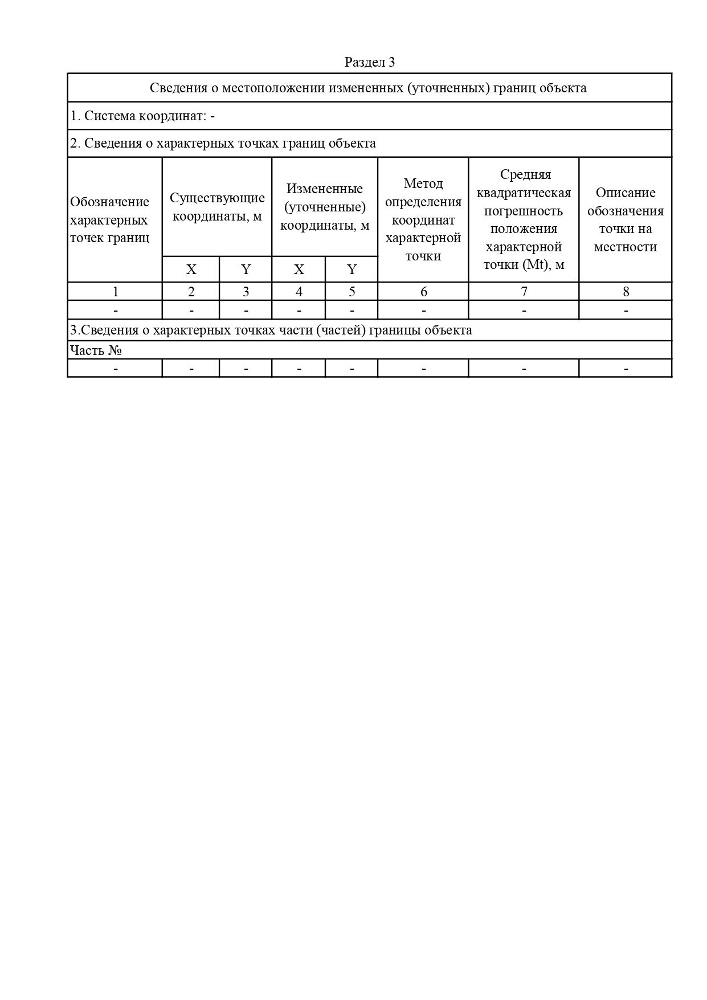 Раздел 3
Сведения о местоположении измененных (уточненных) границ объекта
1. Система координат: -
2. Сведения о характерных точках границ объекта
Обозначение
характерных
точек границ
Существующие
координаты, м
Измененные
(уточненные)
координаты, м
Метод
определения
координат
характерной
точки
Средняя
квадратическая
погрешность
положения
характерной
точки (Mt), м
Описание
обозначения
точки на
местности
X Y X Y
1 2 3 4 5 6 7 8
- - - - - - - -
3.Сведения о характерных точках части (частей) границы объекта
Часть №
- - - - - - - -